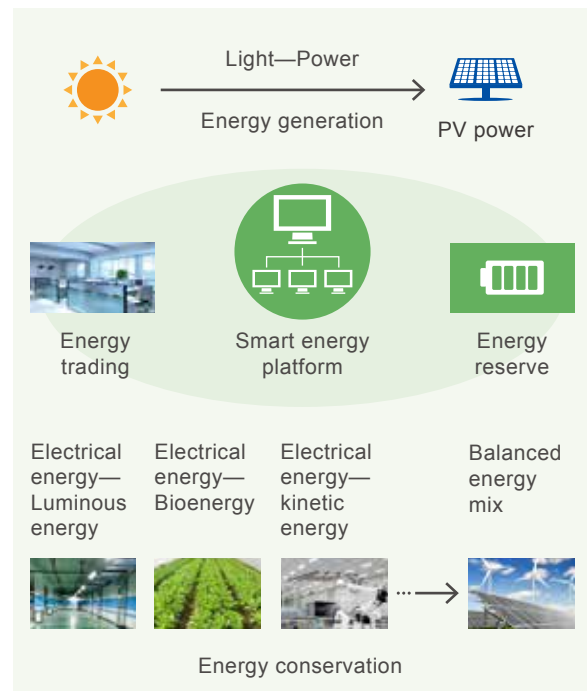 Light—Power
Energy generation
PV power
Energy
trading
Smart energy
platform
Energy
reserve
Electrical
energy—
Luminous
energy
Electrical
energy—
Bioenergy
Electrical
energy—
kinetic
energy
Balanced
energy
mix
Energy conservation